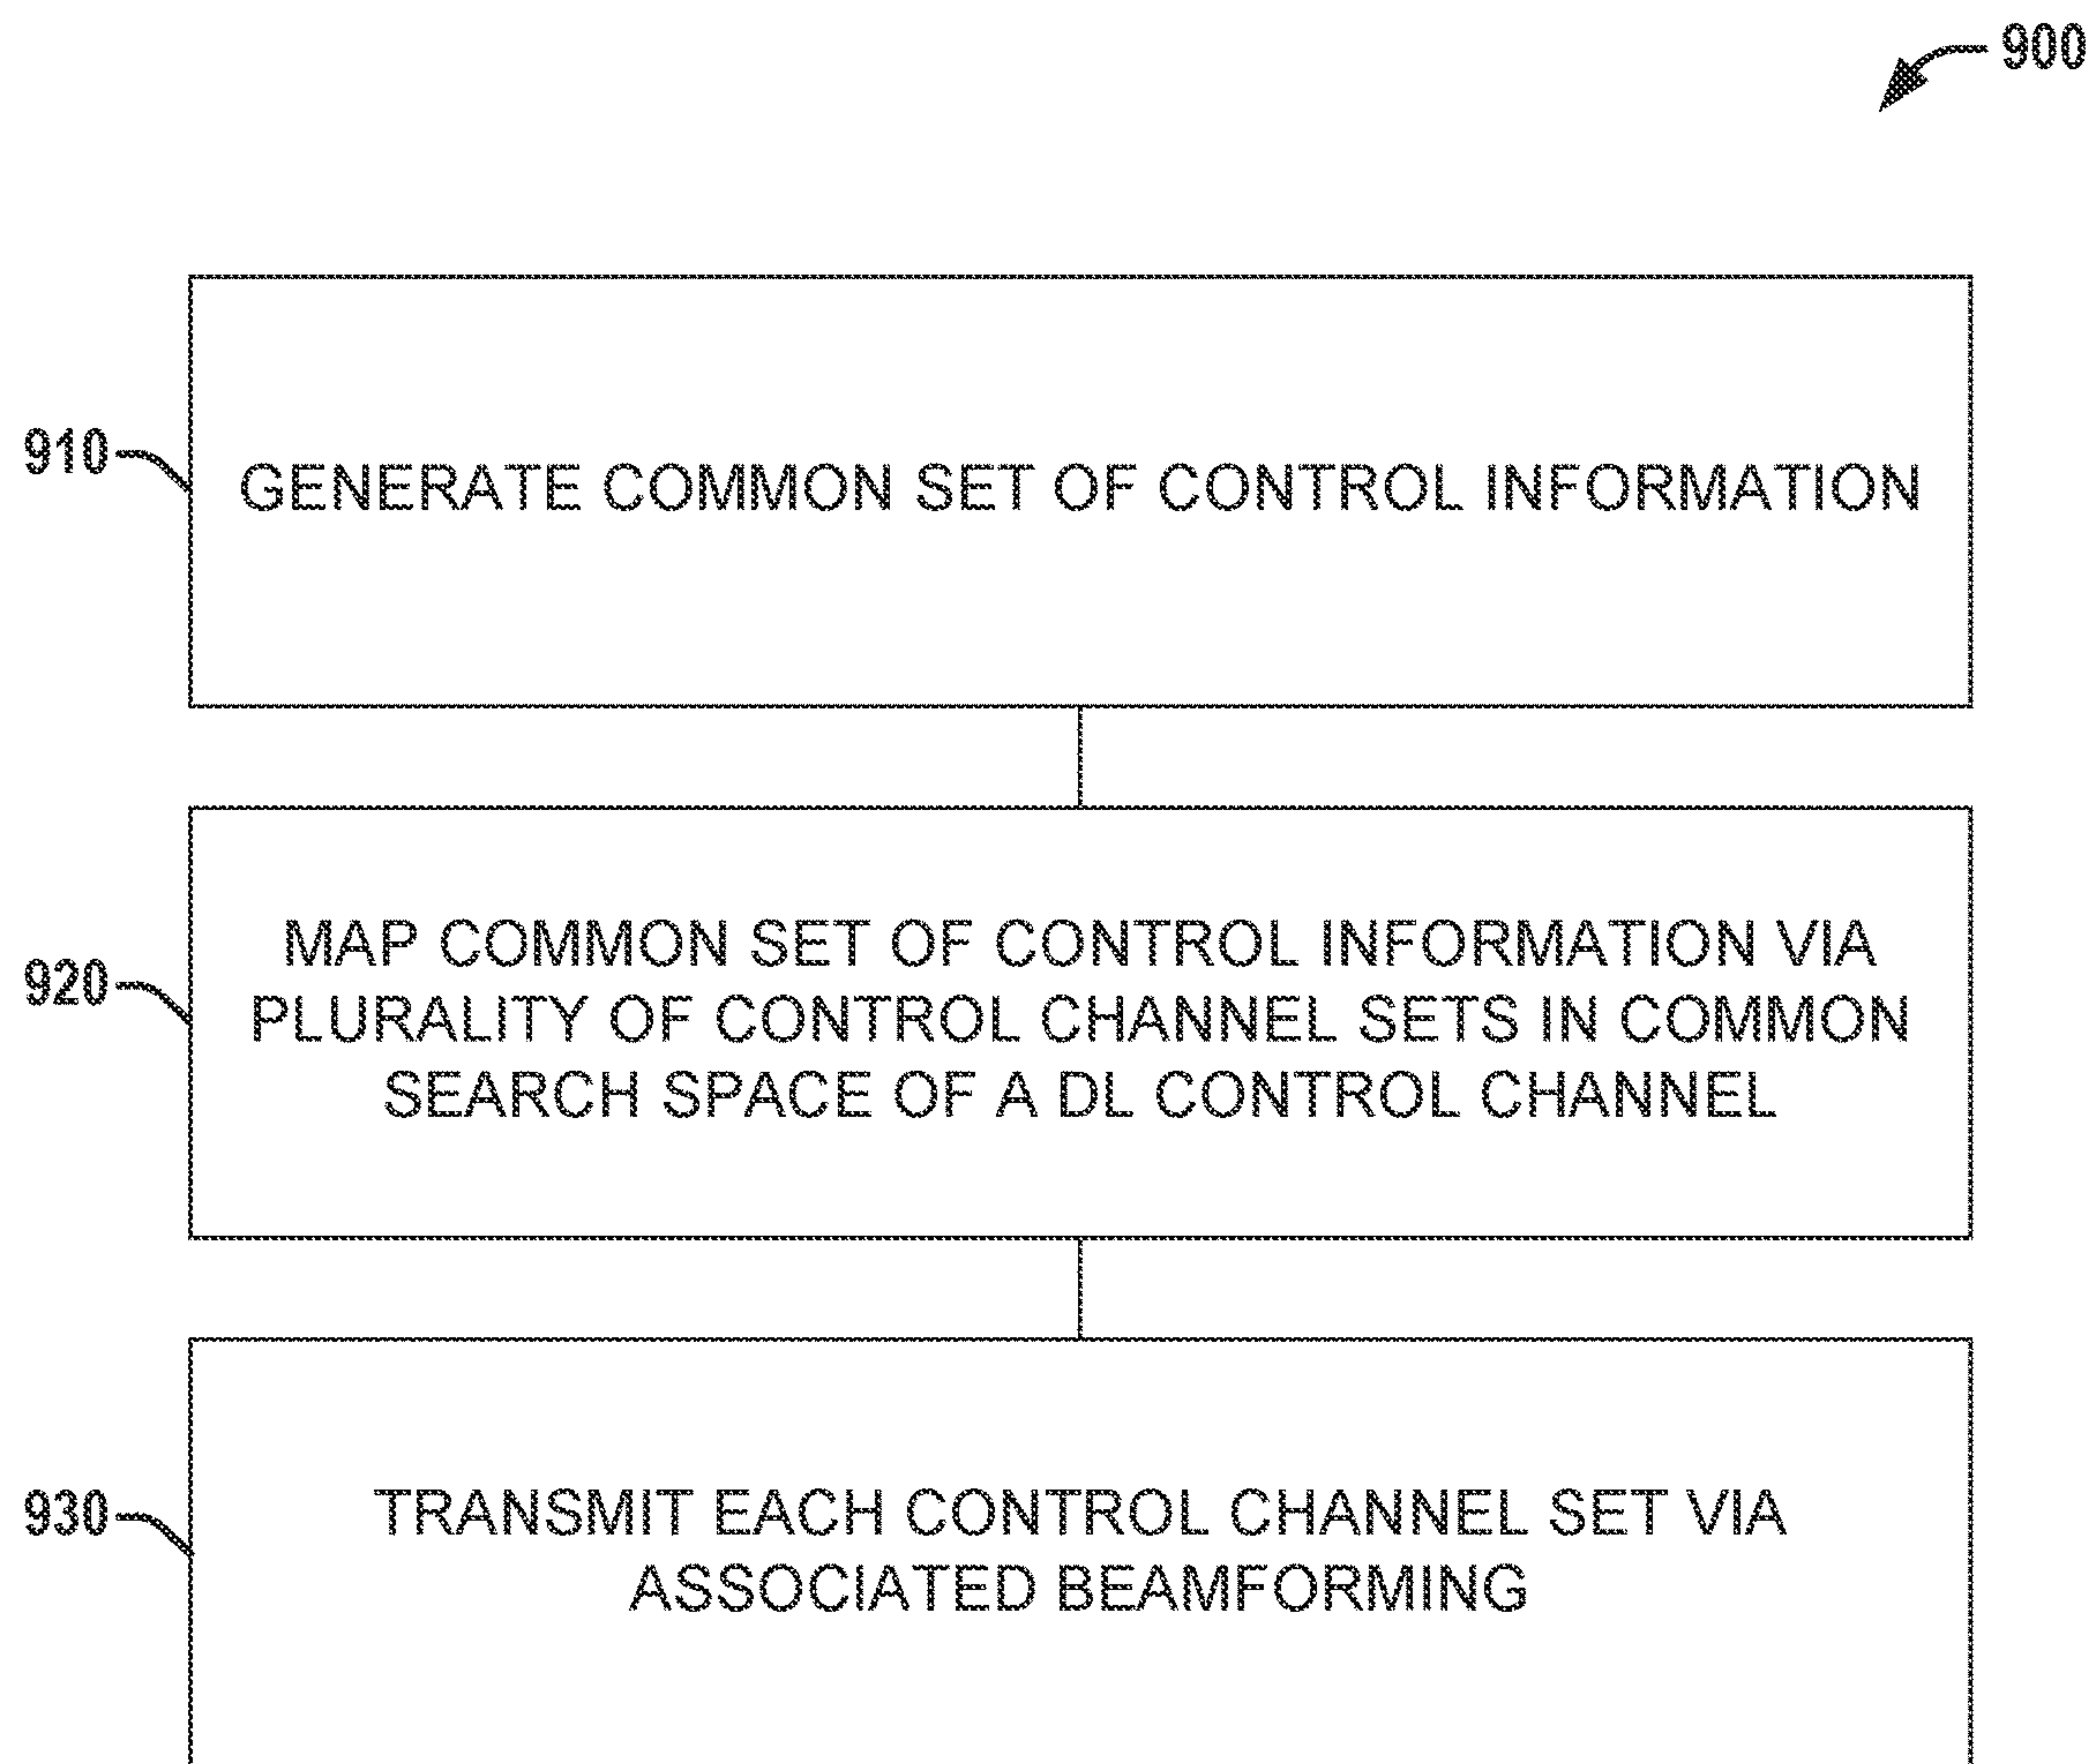 900
910
GENERATE COMMON SET OF CONTROL INFORMATION
920
MAP COMMON SET OF CONTROL INFORMATION VIA
PLURALITY OF CONTROL CHANNEL SETS IN COMMON
SEARCH SPACE OF A DL CONTROL CHANNEL
930
TRANSMIT EACH CONTROL CHANNEL SET VIA
ASSOCIATED BEAMFORMING